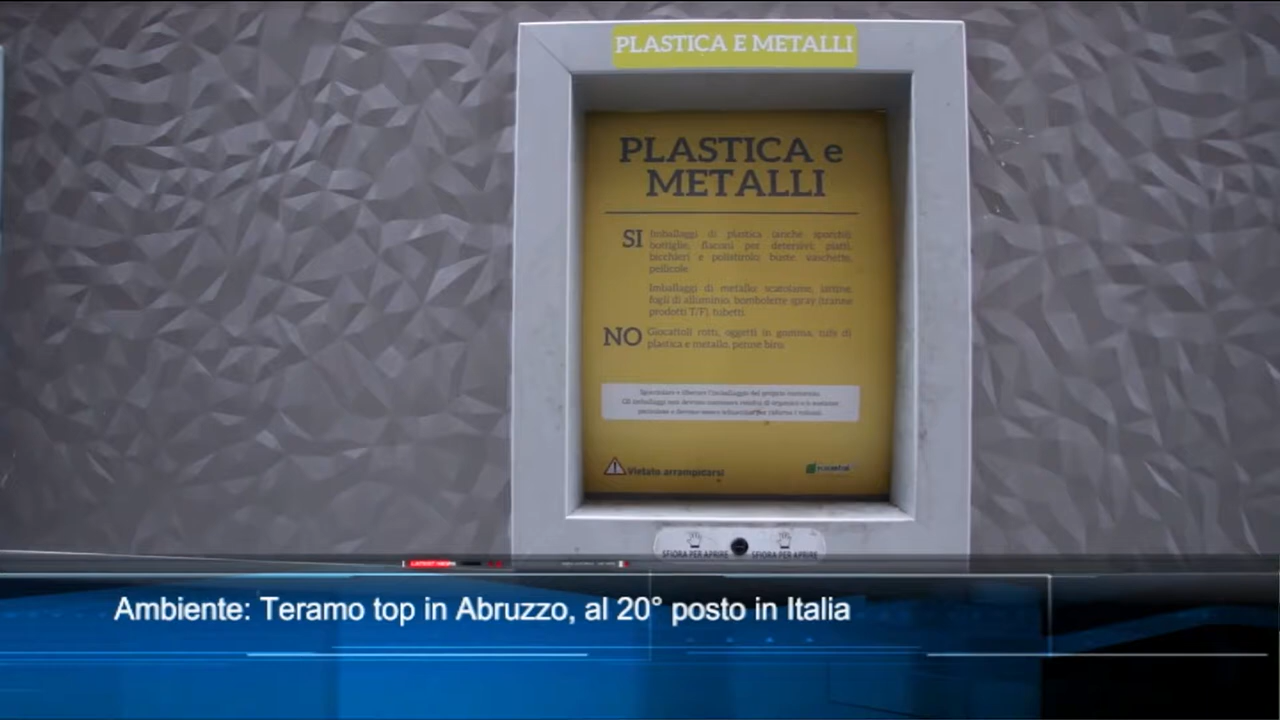 PLASTICA E METALLI
PLASTICA e
METALLI
SI Imballaggi di plastica (anche sporchi):
bottiglie, flaconi per detersivi, piatti,
bicchieri e polistirolo, buste vaschette,
pellicole.
Imballaggi di metallo: scatolame, lattine,
fogli di alluminio, bombolette spray (tranne
prodotti T/F), tubetti.
NO Giocattoli rotti, oggetti in gomma, tubi di
plastica e metallo, penne biro.
Vietato arrampicarsi
SFIORA PER APRIRE SFIORA PER APRIRE
LATEST NEWS
Ambiente: Teramo top in Abruzzo, al 20° posto in Italia